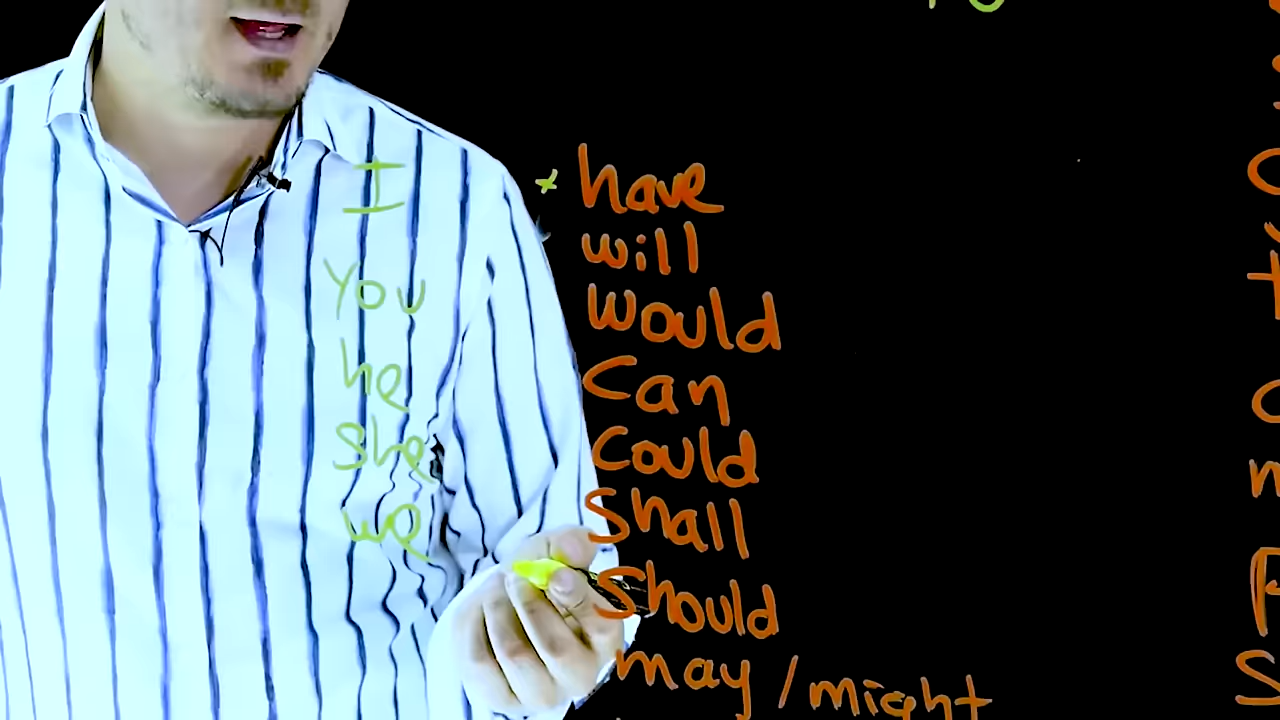 I
You
he
she
we
+ have
will
would
Can
Could
Shall
Should
may / might